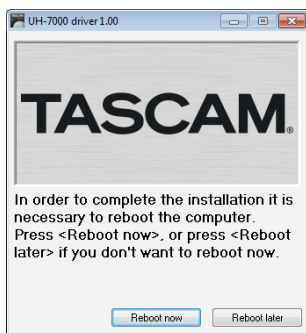 UH-7000 driver 1.00
TASCAM®
In order to complete the installation it is
necessary to reboot the computer.
Press <Reboot now>, or press <Reboot
later> if you don't want to reboot now.
Reboot now Reboot later